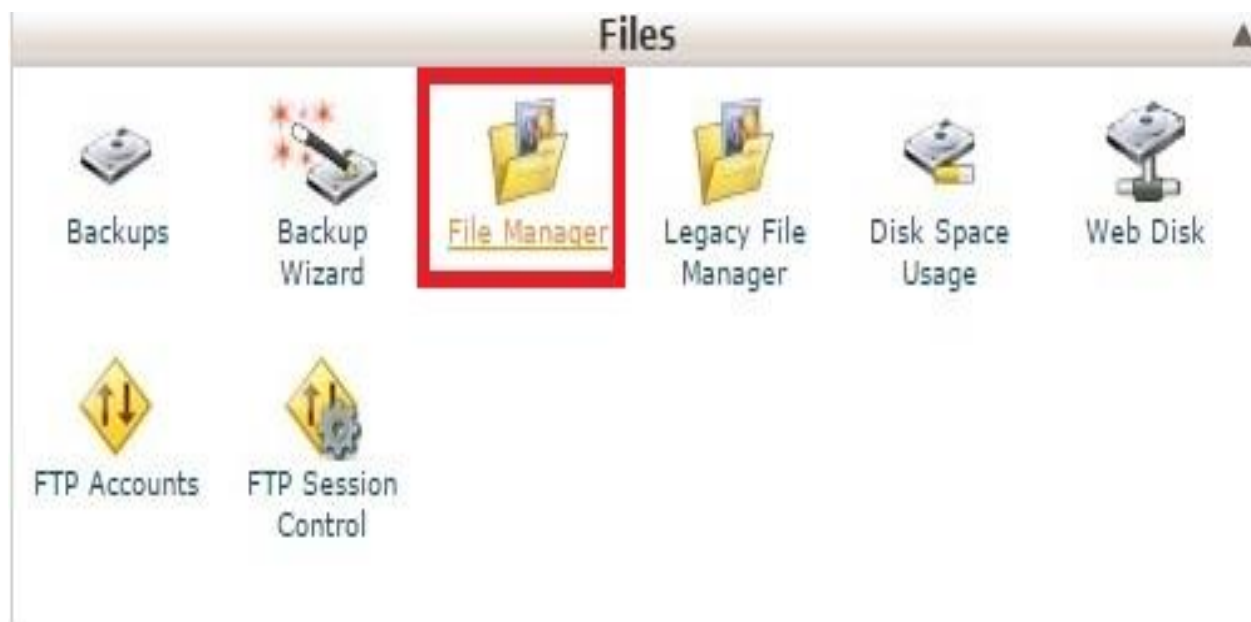 Files
Backups
Backup
Wizard
File Manager
Legacy File
Manager
Disk Space
Usage
Web Disk
FTP Accounts
FTP Session
Control